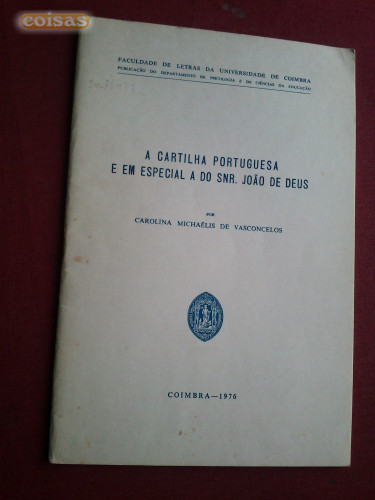 coisas
FACULDADE DE LETRAS DA UNIVERSIDADE DE COIMBRA
PUBLICAÇÃO DO DEPARTAMENTO DE PSICOLOGIA E DE CIÊNCIAS DA EDUCAÇÃO
A CARTILHA PORTUGUESA
E EM ESPECIAL A DO SNR. JOÃO DE DEUS
POR
CAROLINA MICHAËLIS DE VASCONCELOS
COIMBRA—1976